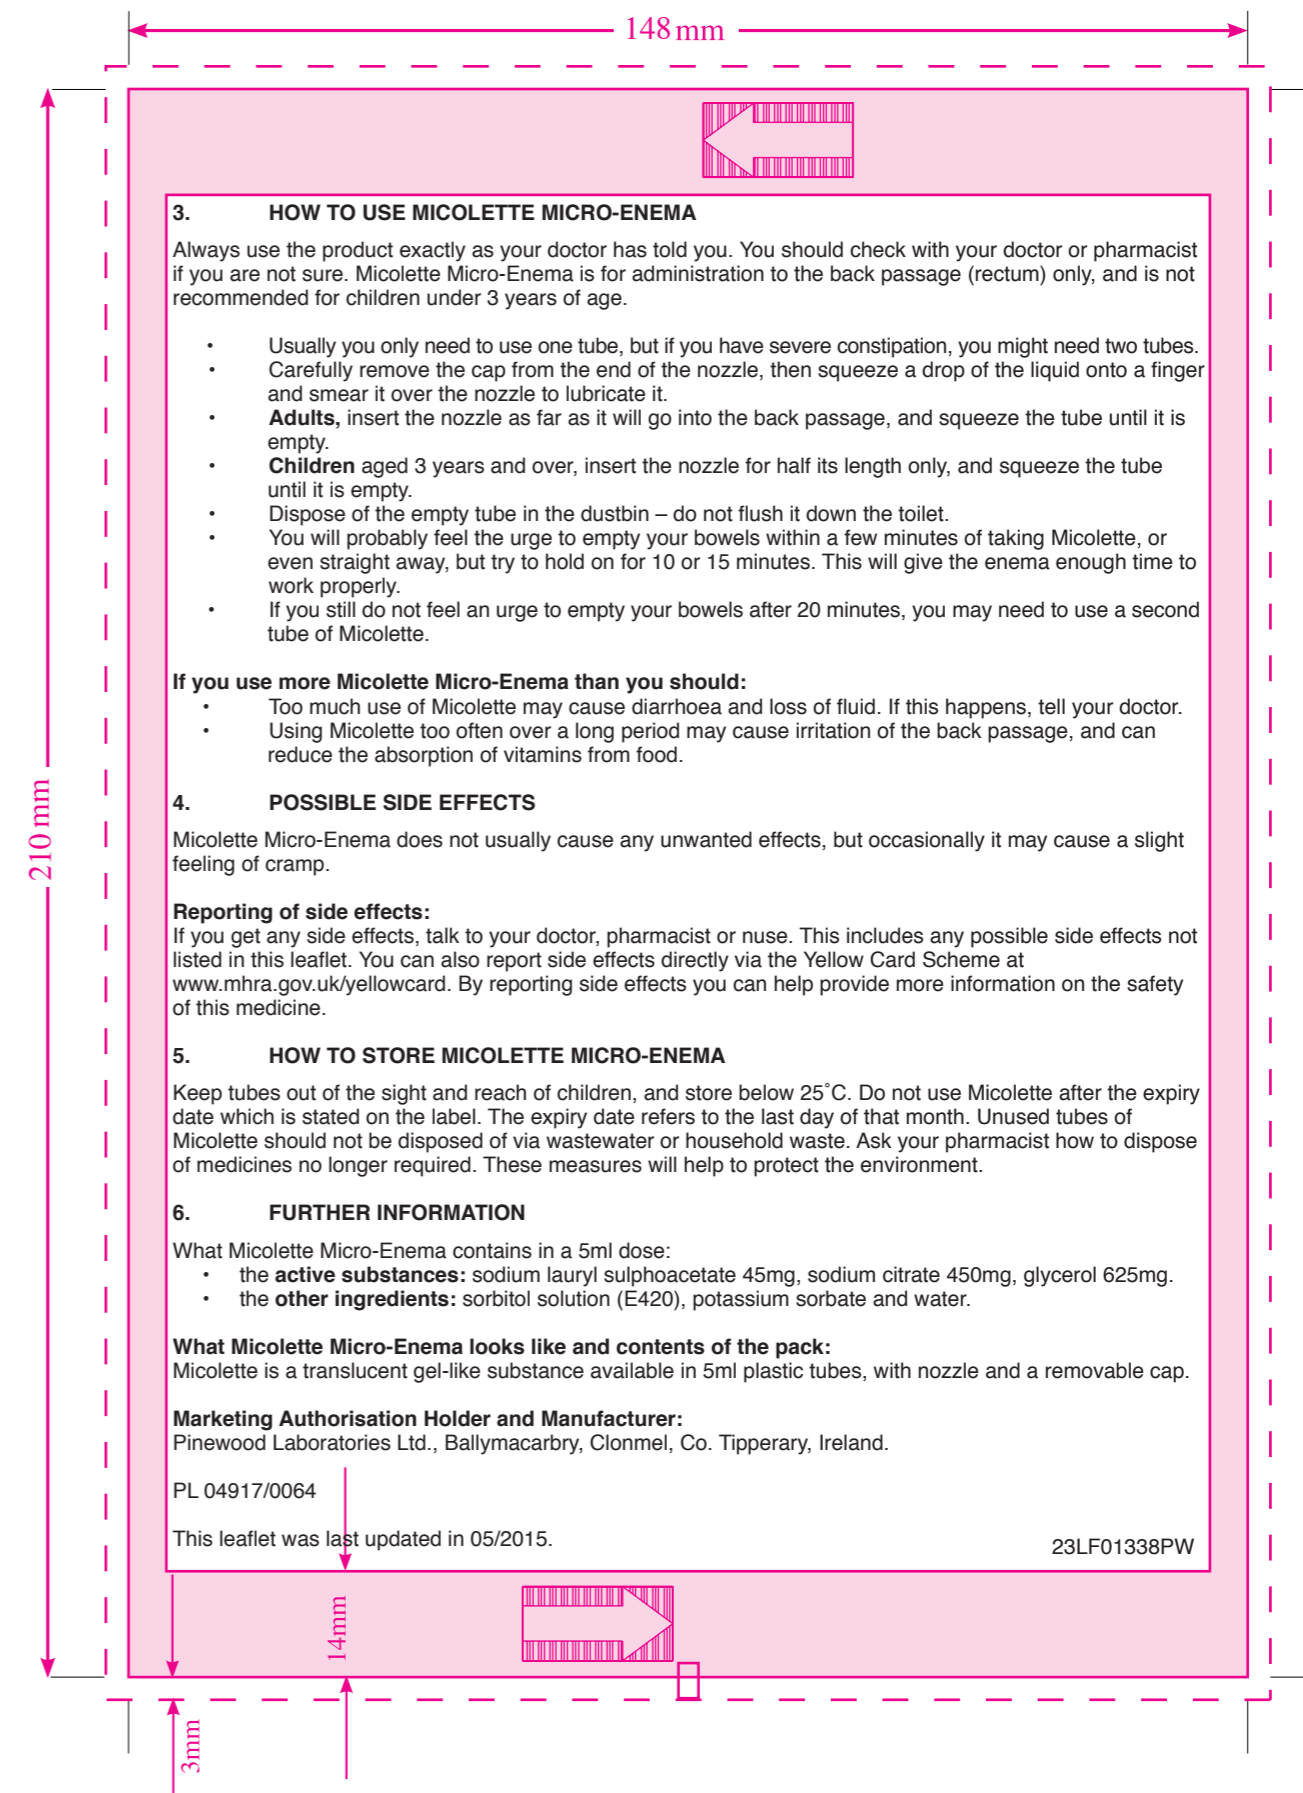 148 mm
3. HOW TO USE MICOLETTE MICRO-ENEMA
Always use the product exactly as your doctor has told you. You should check with your doctor or pharmacist
if you are not sure. Micolette Micro-Enema is for administration to the back passage (rectum) only, and is not
recommended for children under 3 years of age.
• Usually you only need to use one tube, but if you have severe constipation, you might need two tubes.
• Carefully remove the cap from the end of the nozzle, then squeeze a drop of the liquid onto a finger
and smear it over the nozzle to lubricate it.
• Adults, insert the nozzle as far as it will go into the back passage, and squeeze the tube until it is
empty.
• Children aged 3 years and over, insert the nozzle for half its length only, and squeeze the tube
until it is empty.
• Dispose of the empty tube in the dustbin – do not flush it down the toilet.
• You will probably feel the urge to empty your bowels within a few minutes of taking Micolette, or
even straight away, but try to hold on for 10 or 15 minutes. This will give the enema enough time to
work properly.
• If you still do not feel an urge to empty your bowels after 20 minutes, you may need to use a second
tube of Micolette.
If you use more Micolette Micro-Enema than you should:
• Too much use of Micolette may cause diarrhoea and loss of fluid. If this happens, tell your doctor.
• Using Micolette too often over a long period may cause irritation of the back passage, and can
reduce the absorption of vitamins from food.
210 mm
4. POSSIBLE SIDE EFFECTS
Micolette Micro-Enema does not usually cause any unwanted effects, but occasionally it may cause a slight
feeling of cramp.
Reporting of side effects:
If you get any side effects, talk to your doctor, pharmacist or nuse. This includes any possible side effects not
listed in this leaflet. You can also report side effects directly via the Yellow Card Scheme at
www.mhra.gov.uk/yellowcard. By reporting side effects you can help provide more information on the safety
of this medicine.
5. HOW TO STORE MICOLETTE MICRO-ENEMA
Keep tubes out of the sight and reach of children, and store below 25˚C. Do not use Micolette after the expiry
date which is stated on the label. The expiry date refers to the last day of that month. Unused tubes of
Micolette should not be disposed of via wastewater or household waste. Ask your pharmacist how to dispose
of medicines no longer required. These measures will help to protect the environment.
6. FURTHER INFORMATION
What Micolette Micro-Enema contains in a 5ml dose:
• the active substances: sodium lauryl sulphoacetate 45mg, sodium citrate 450mg, glycerol 625mg.
• the other ingredients: sorbitol solution (E420), potassium sorbate and water.
What Micolette Micro-Enema looks like and contents of the pack:
Micolette is a translucent gel-like substance available in 5ml plastic tubes, with nozzle and a removable cap.
Marketing Authorisation Holder and Manufacturer:
Pinewood Laboratories Ltd., Ballymacarbry, Clonmel, Co. Tipperary, Ireland.
PL 04917/0064
This leaflet was last updated in 05/2015.
23LF01338PW
14mm
3mm